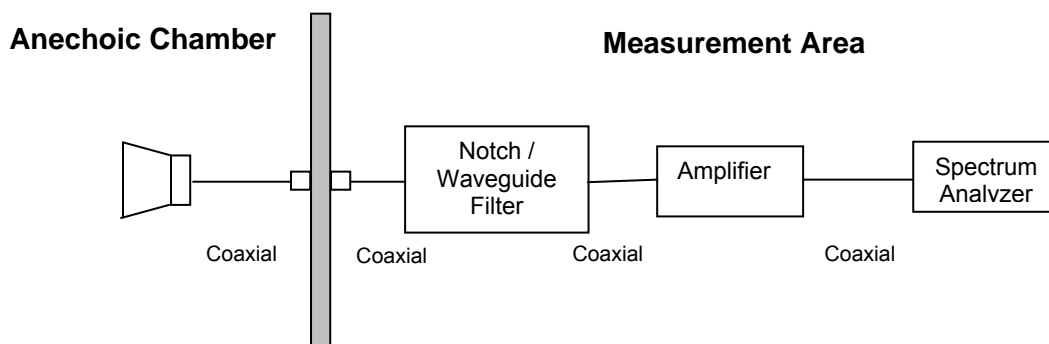 Anechoic Chamber
Measurement Area
Notch /
Waveguide
Filter
Amplifier
Spectrum
Analvzer
Coaxial
Coaxial
Coaxial
Coaxial